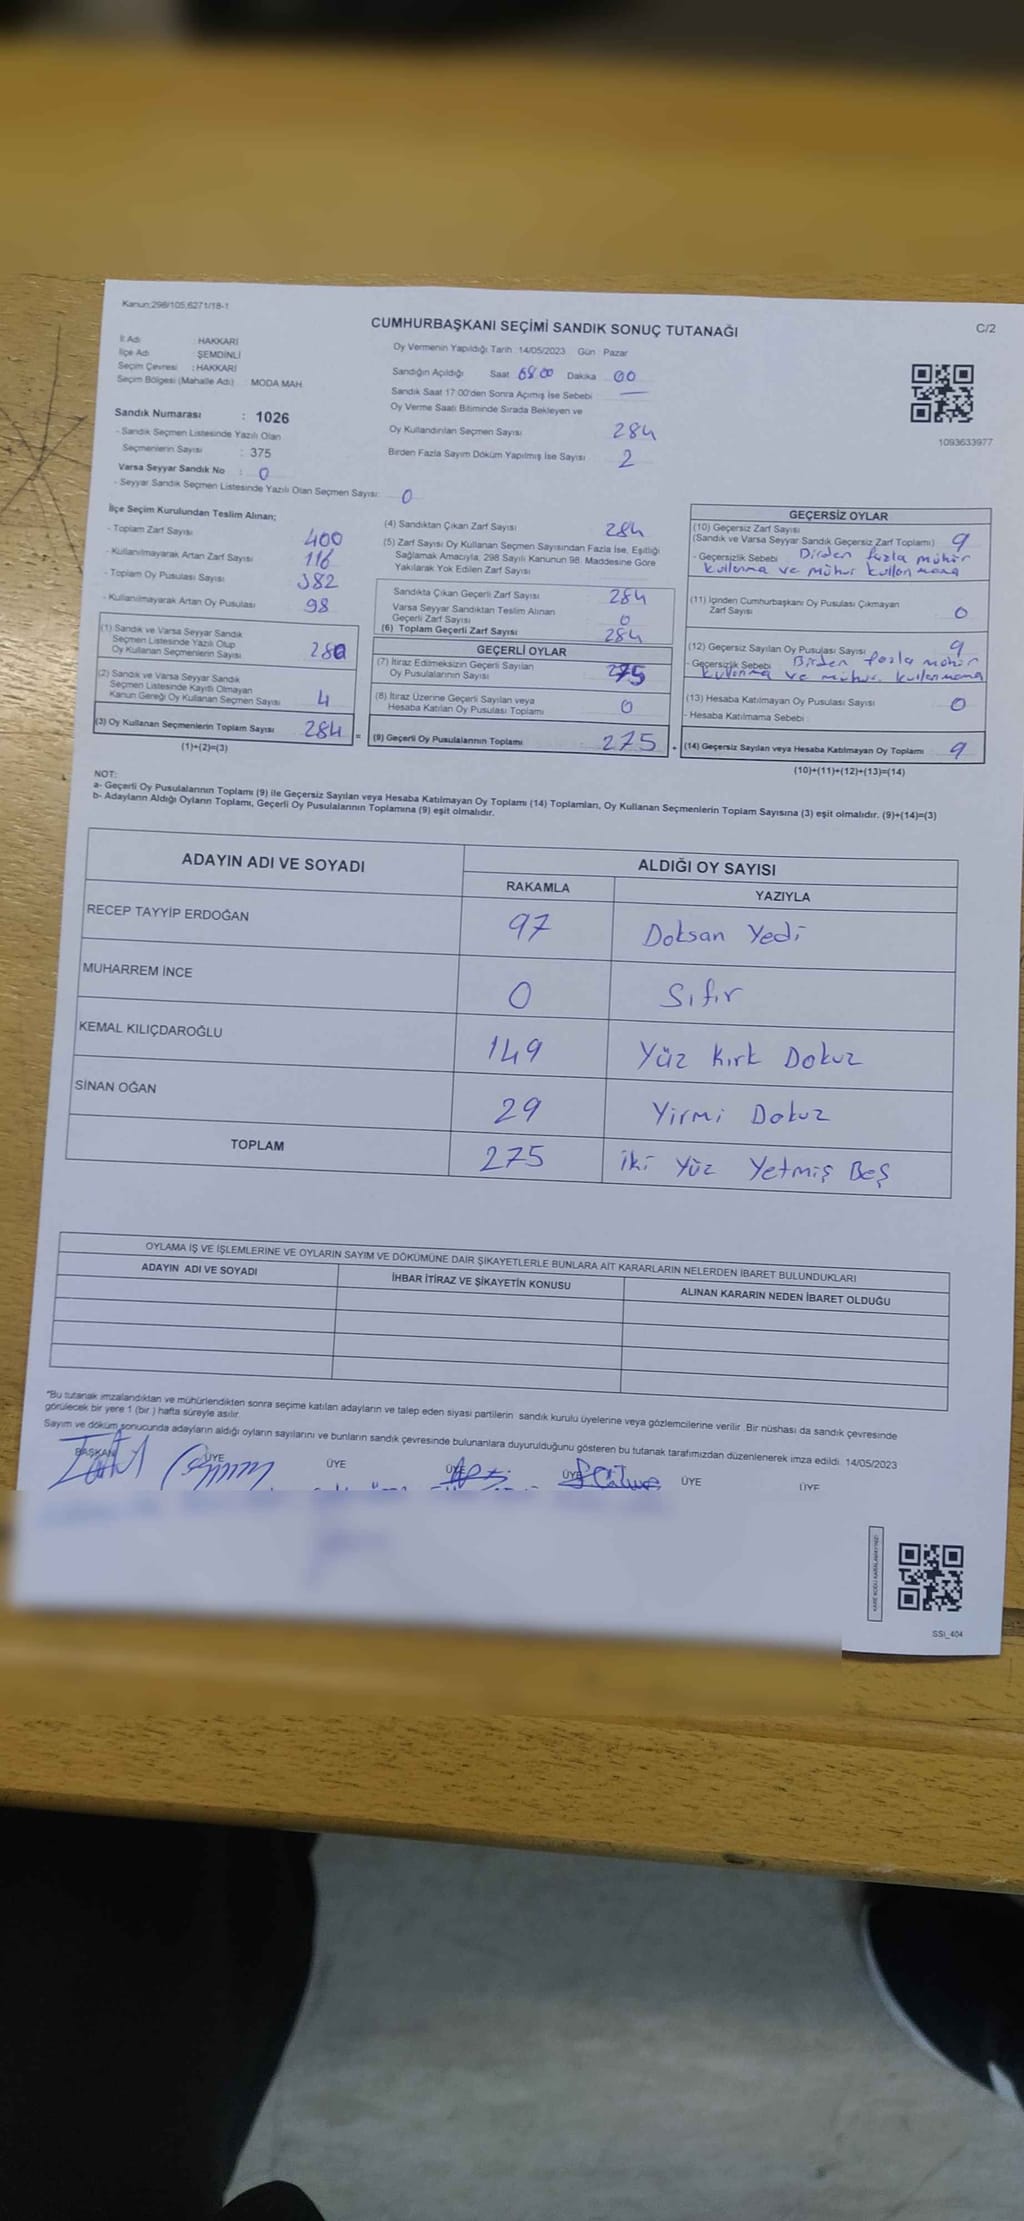 Kanun:298/105,6271/18-1
CUMHURBAŞKANI SEÇİMİ SANDIK SONUÇ TUTANAĞI
C/2
İl Adı : HAKKARİ
İlçe Adı : ŞEMDİNLİ
Seçim Çevresi : HAKKARİ
Seçim Bölgesi (Mahalle Adı) : MODA MAH.
Oy Vermenin Yapıldığı Tarih : 14/05/2023 Gün Pazar
Sandığın Açıldığı Saat Dakika 00
Sandık Saat 17:00'den Sonra Açımış İse Sebebi —
Oy Verme Saati Bitiminde Sırada Bekleyen ve
Oy Kullandırılan Seçmen Sayısı 284
Birden Fazla Sayım Döküm Yapılmış İse Sayısı 2
1093633977
Sandık Numarası : 1026
- Sandık Seçmen Listesinde Yazılı Olan
Seçmenlerin Sayısı : 375
Varsa Seyyar Sandık No : 0
- Seyyar Sandık Seçmen Listesinde Yazılı Olan Seçmen Sayısı: 0
İlçe Seçim Kurulundan Teslim Alınan;
- Toplam Zarf Sayısı 400
- Kullanılmayarak Artan Zarf Sayısı 116
- Toplam Oy Pusulası Sayısı 382
- Kullanılmayarak Artan Oy Pusulası 98
(1) Sandık ve Varsa Seyyar Sandık
Seçmen Listesinde Yazılı Olup
Oy Kullanan Seçmenlerin Sayısı 280
(2) Sandık ve Varsa Seyyar Sandık
Seçmen Listesinde Kayıtlı Olmayan
Kanun Gereği Oy Kullanan Seçmen Sayısı 4
(3) Oy Kullanan Seçmenlerin Toplam Sayısı 284 =
(1)+(2)=(3)
(4) Sandıktan Çıkan Zarf Sayısı 284
(5) Zarf Sayısı Oy Kullanan Seçmen Sayısından Fazla İse, Eşitliği
Sağlamak Amacıyla, 298 Sayılı Kanunun 98. Maddesine Göre
Yakılarak Yok Edilen Zarf Sayısı
Sandıkta Çıkan Geçerli Zarf Sayısı 284
Varsa Seyyar Sandıktan Teslim Alınan
Geçerli Zarf Sayısı 0
(6) Toplam Geçerli Zarf Sayısı 284
GEÇERLİ OYLAR
(7) İtiraz Edilmeksizin Geçerli Sayılan
Oy Pusulalarının Sayısı 275
(8) İtiraz Üzerine Geçerli Sayılan veya
Hesaba Katılan Oy Pusulası Toplamı 0
(9) Geçerli Oy Pusulalarının Toplamı 275 +
GEÇERSİZ OYLAR
(10) Geçersiz Zarf Sayısı
(Sandık ve Varsa Seyyar Sandık Geçersiz Zarf Toplamı) 9
- Geçersizlik Sebebi Birden fazla mühür
kullanma ve mühür kullanmama
(11) İçinden Cumhurbaşkanı Oy Pusulası Çıkmayan
Zarf Sayısı 0
(12) Geçersiz Sayılan Oy Pusulası Sayısı 9
- Geçersizlik Sebebi Birden fazla mühür
kullanma ve mühür kullanmama
(13) Hesaba Katılmayan Oy Pusulası Sayısı 0
- Hesaba Katılmama Sebebi
(14) Geçersiz Sayılan veya Hesaba Katılmayan Oy Toplamı 9
(10)+(11)+(12)+(13)=(14)
NOT:
a- Geçerli Oy Pusulalarının Toplamı (9) ile Geçersiz Sayılan veya Hesaba Katılmayan Oy Toplamı (14) Toplamları, Oy Kullanan Seçmenlerin Toplam Sayısına (3) eşit olmalıdır. (9)+(14)=(3)
b- Adayların Aldığı Oyların Toplamı, Geçerli Oy Pusulalarının Toplamına (9) eşit olmalıdır.
ADAYIN ADI VE SOYADI
ALDIĞI OY SAYISI
RAKAMLA YAZIYLA
RECEP TAYYİP ERDOĞAN 97 Doksan Yedi
MUHARREM İNCE 0 Sıfır
KEMAL KILIÇDAROĞLU 149 Yüz Kırk Dokuz
SİNAN OĞAN 29 Yirmi Dokuz
TOPLAM 275 İki Yüz Yetmiş Beş
OYLAMA İŞ VE İŞLEMLERİNE VE OYLARIN SAYIM VE DÖKÜMÜNE DAİR ŞİKAYETLERLE BUNLARA AİT KARARLARIN NELERDEN İBARET BULUNDUKLARI
ADAYIN ADI VE SOYADI İHBAR İTİRAZ VE ŞİKAYETİN KONUSU ALINAN KARARIN NEDEN İBARET OLDUĞU
"Bu tutanak imzalandıktan ve mühürlendikten sonra seçime katılan adayların ve talep eden siyasi partilerin sandık kurulu üyelerine veya gözlemcilerine verilir. Bir nüshası da sandık çevresinde
görülecek bir yere 1 (bir ) hafta süreyle asılır.
Sayım ve döküm sonucunda adayların aldığı oyların sayılarını ve bunların sandık çevresinde bulunanlara duyurulduğunu gösteren bu tutanak tarafımızdan düzenlenerek imza edildi. 14/05/2023
BAŞKAN ÜYE ÜYE ÜYE ÜYE ÜYE ÜYE
SSI_404